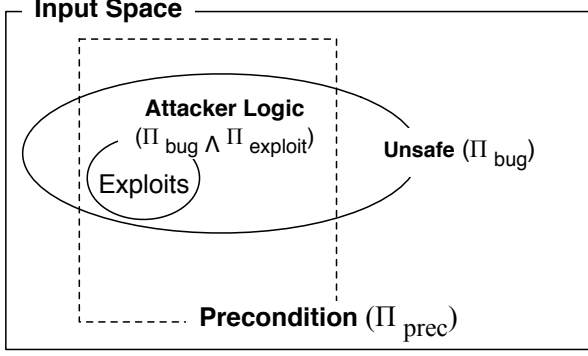 Input Space
Attacker Logic
(Π bug ∧ Π exploit)
Unsafe (Π bug)
Exploits
Precondition (Π prec)